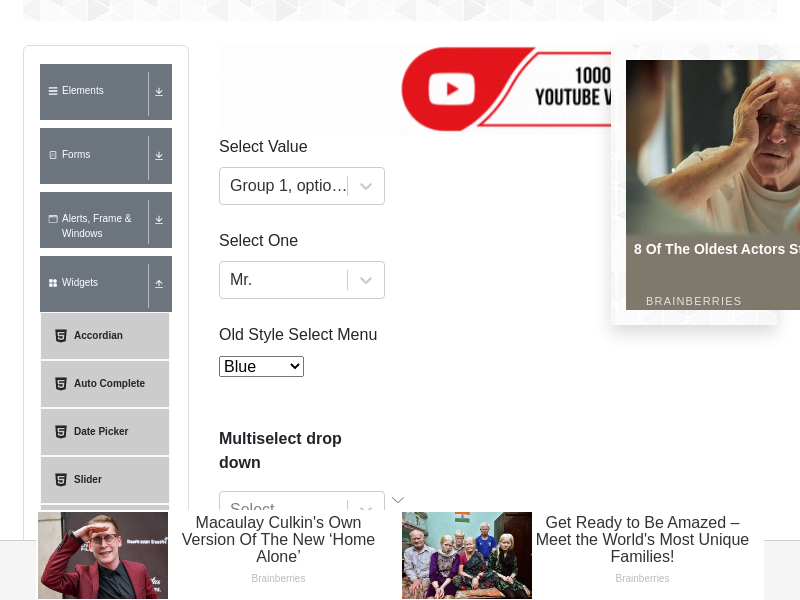 Elements
Forms
Alerts, Frame &
Windows
Widgets
Accordian
Auto Complete
Date Picker
Slider
1000
YOUTUBE V
Select Value
Group 1, optio…
Select One
Mr.
Old Style Select Menu
Blue
Multiselect drop
down
Select...
8 Of The Oldest Actors St
BRAINBERRIES
Macaulay Culkin's Own
Version Of The New ‘Home
Alone’
Brainberries
Get Ready to Be Amazed –
Meet the World's Most Unique
Families!
Brainberries